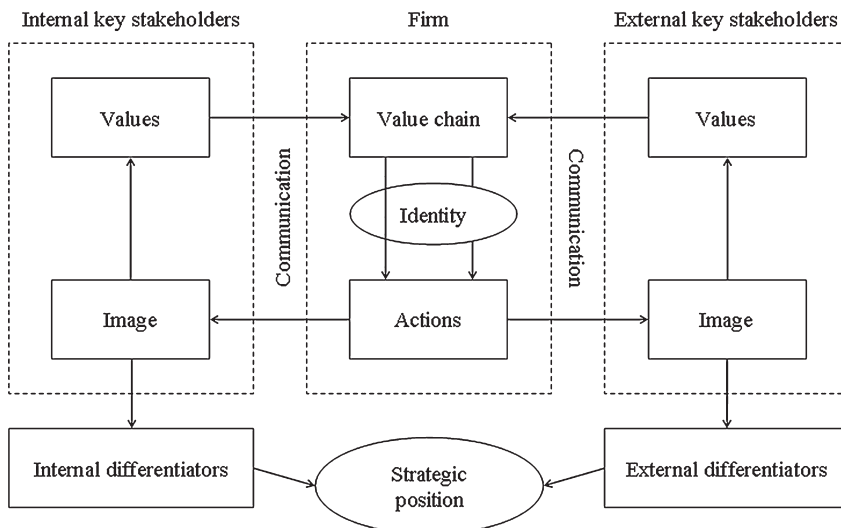 Internal key stakeholders
Firm
External key stakeholders
Values
Value chain
Values
Communication
Communication
Identity
Image
Actions
Image
Internal differentiators
Strategic
position
External differentiators